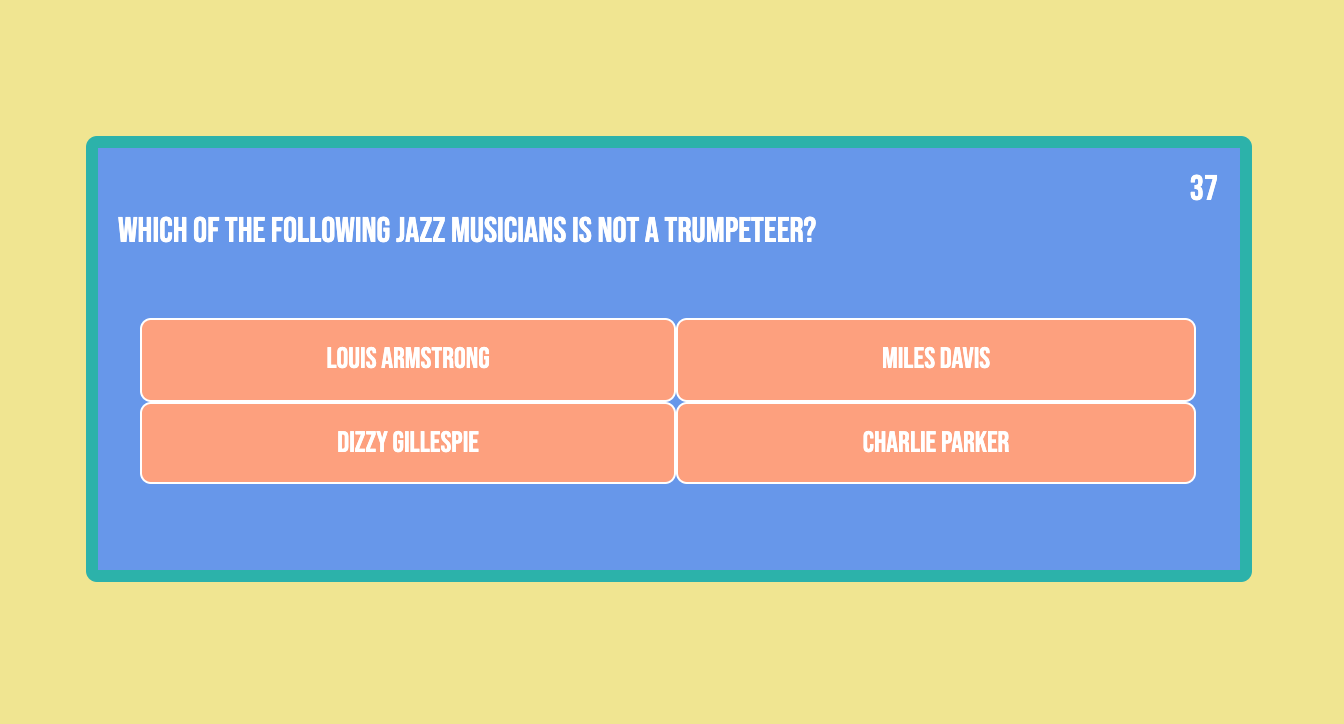 37
WHICH OF THE FOLLOWING JAZZ MUSICIANS IS NOT A TRUMPETEER?
LOUIS ARMSTRONG
MILES DAVIS
DIZZY GILLESPIE
CHARLIE PARKER